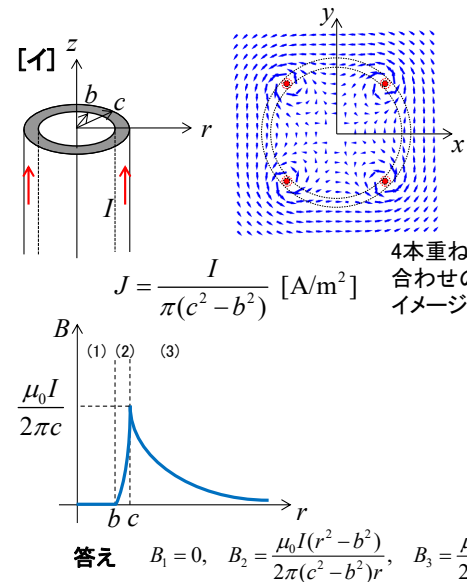 [イ]
z
b
c
r
I
y
x
4本重ね
合わせの
イメージ
J = I / π(c² − b²) [A/m²]
B
(1) (2) (3)
μ₀I / 2πc
b c r
答え B₁ = 0, B₂ = μ₀I(r² − b²) / 2π(c² − b²)r, B₃ = μ / 2